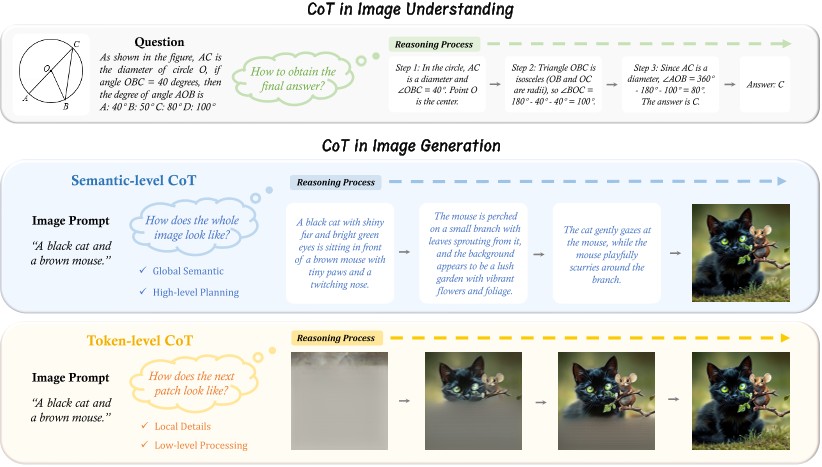 CoT in Image Understanding
C
O
A
B
Question
As shown in the figure, AC is
the diameter of circle O, if
angle OBC = 40 degrees, then
the degree of angle AOB is
A: 40° B: 50° C: 80° D: 100°
How to obtain the
final answer?
Reasoning Process
Step 1: In the circle, AC
is a diameter and
∠OBC = 40°. Point O
is the center.
Step 2: Triangle OBC is
isosceles (OB and OC
are radii), so ∠BOC =
180° - 40° - 40° = 100°.
Step 3: Since AC is a
diameter, ∠AOB = 360°
- 180° - 100° = 80°.
The answer is C.
Answer: C
CoT in Image Generation
Semantic-level CoT
Image Prompt
“A black cat and
a brown mouse.”
How does the whole
image look like?
✓ Global Semantic
✓ High-level Planning
Reasoning Process
A black cat with shiny
fur and bright green
eyes is sitting in front
of a brown mouse with
tiny paws and a
twitching nose.
The mouse is perched
on a small branch with
leaves sprouting from it,
and the background
appears to be a lush
garden with vibrant
flowers and foliage.
The cat gently gazes at
the mouse, while the
mouse playfully
scurries around the
branch.
Token-level CoT
Image Prompt
“A black cat and
a brown mouse.”
How does the next
patch look like?
✓ Local Details
✓ Low-level Processing
Reasoning Process